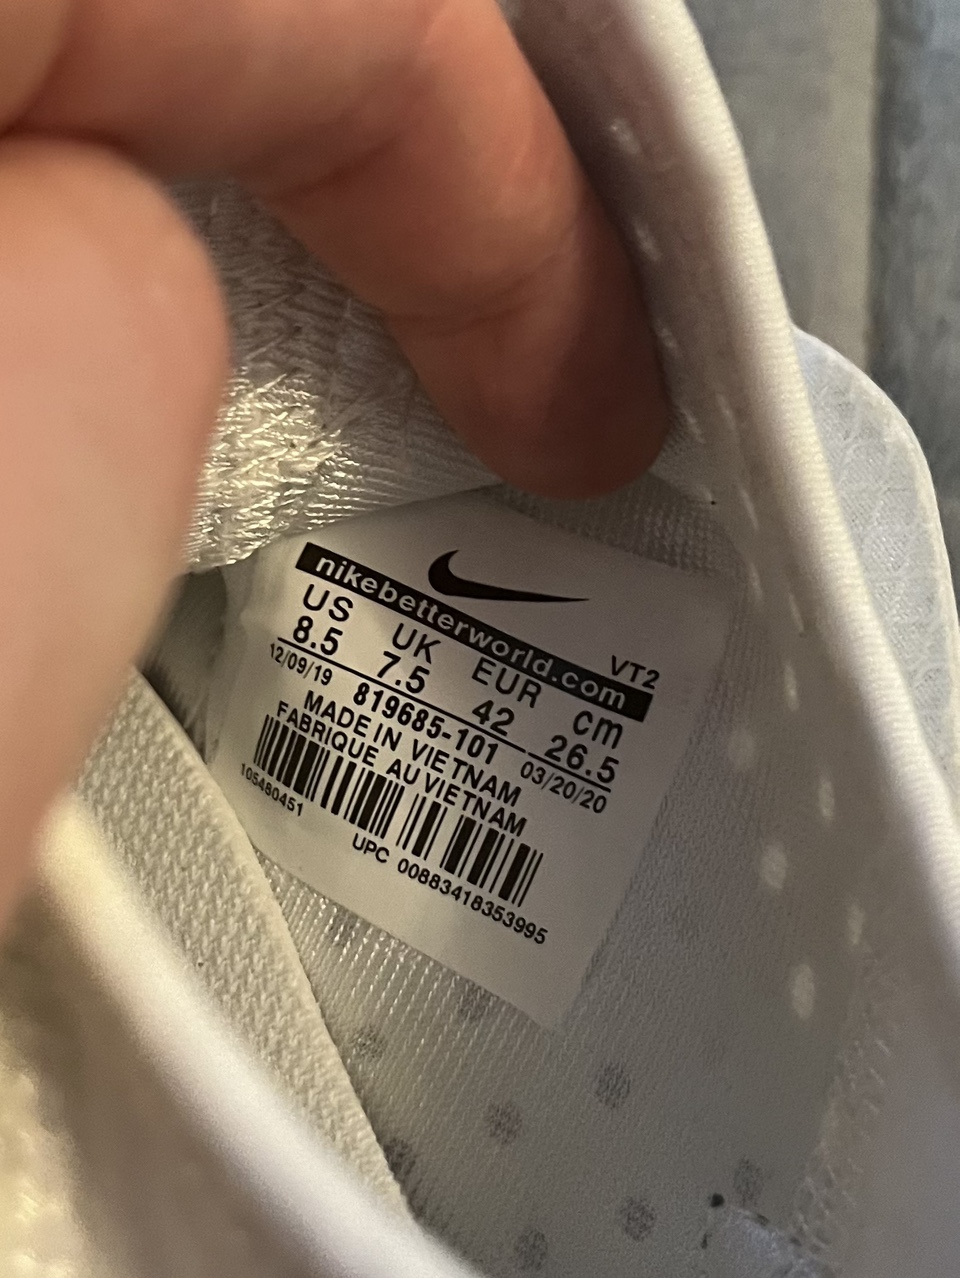 nikebetterworld.com
VT2
US UK EUR cm
8.5 7.5 42 26.5
12/09/19 819685-101 03/20/20
MADE IN VIETNAM
FABRIQUE AU VIETNAM
105480451
UPC 00883418353995